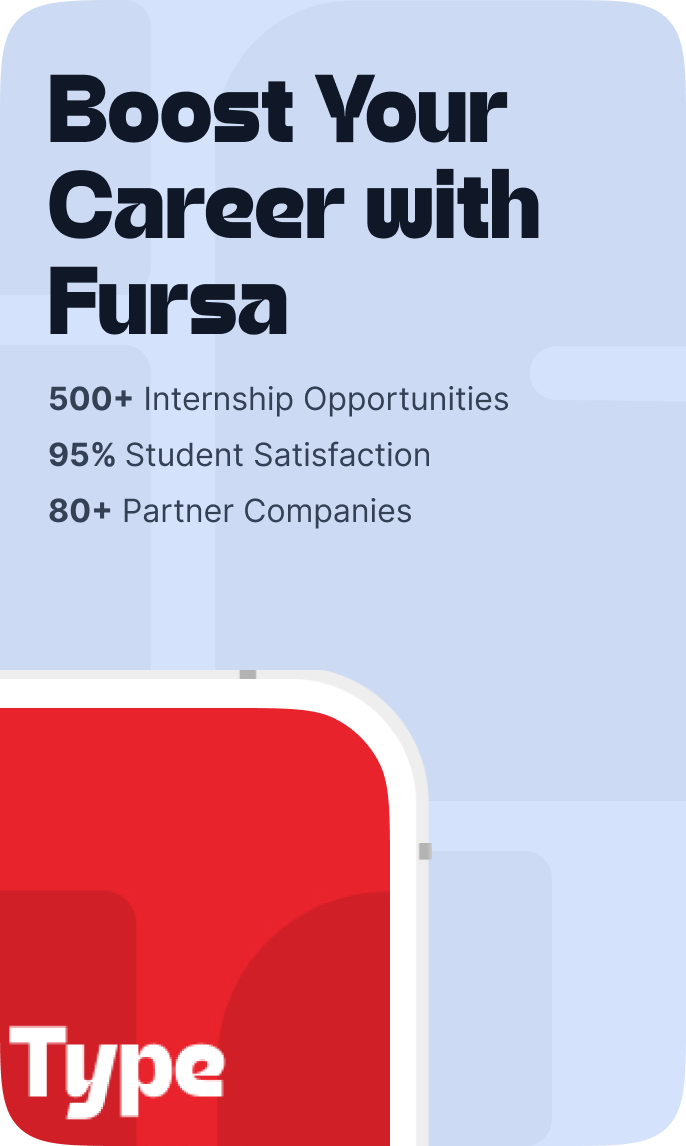 Boost Your
Career with
Fursa
500+ Internship Opportunities
95% Student Satisfaction
80+ Partner Companies
Type